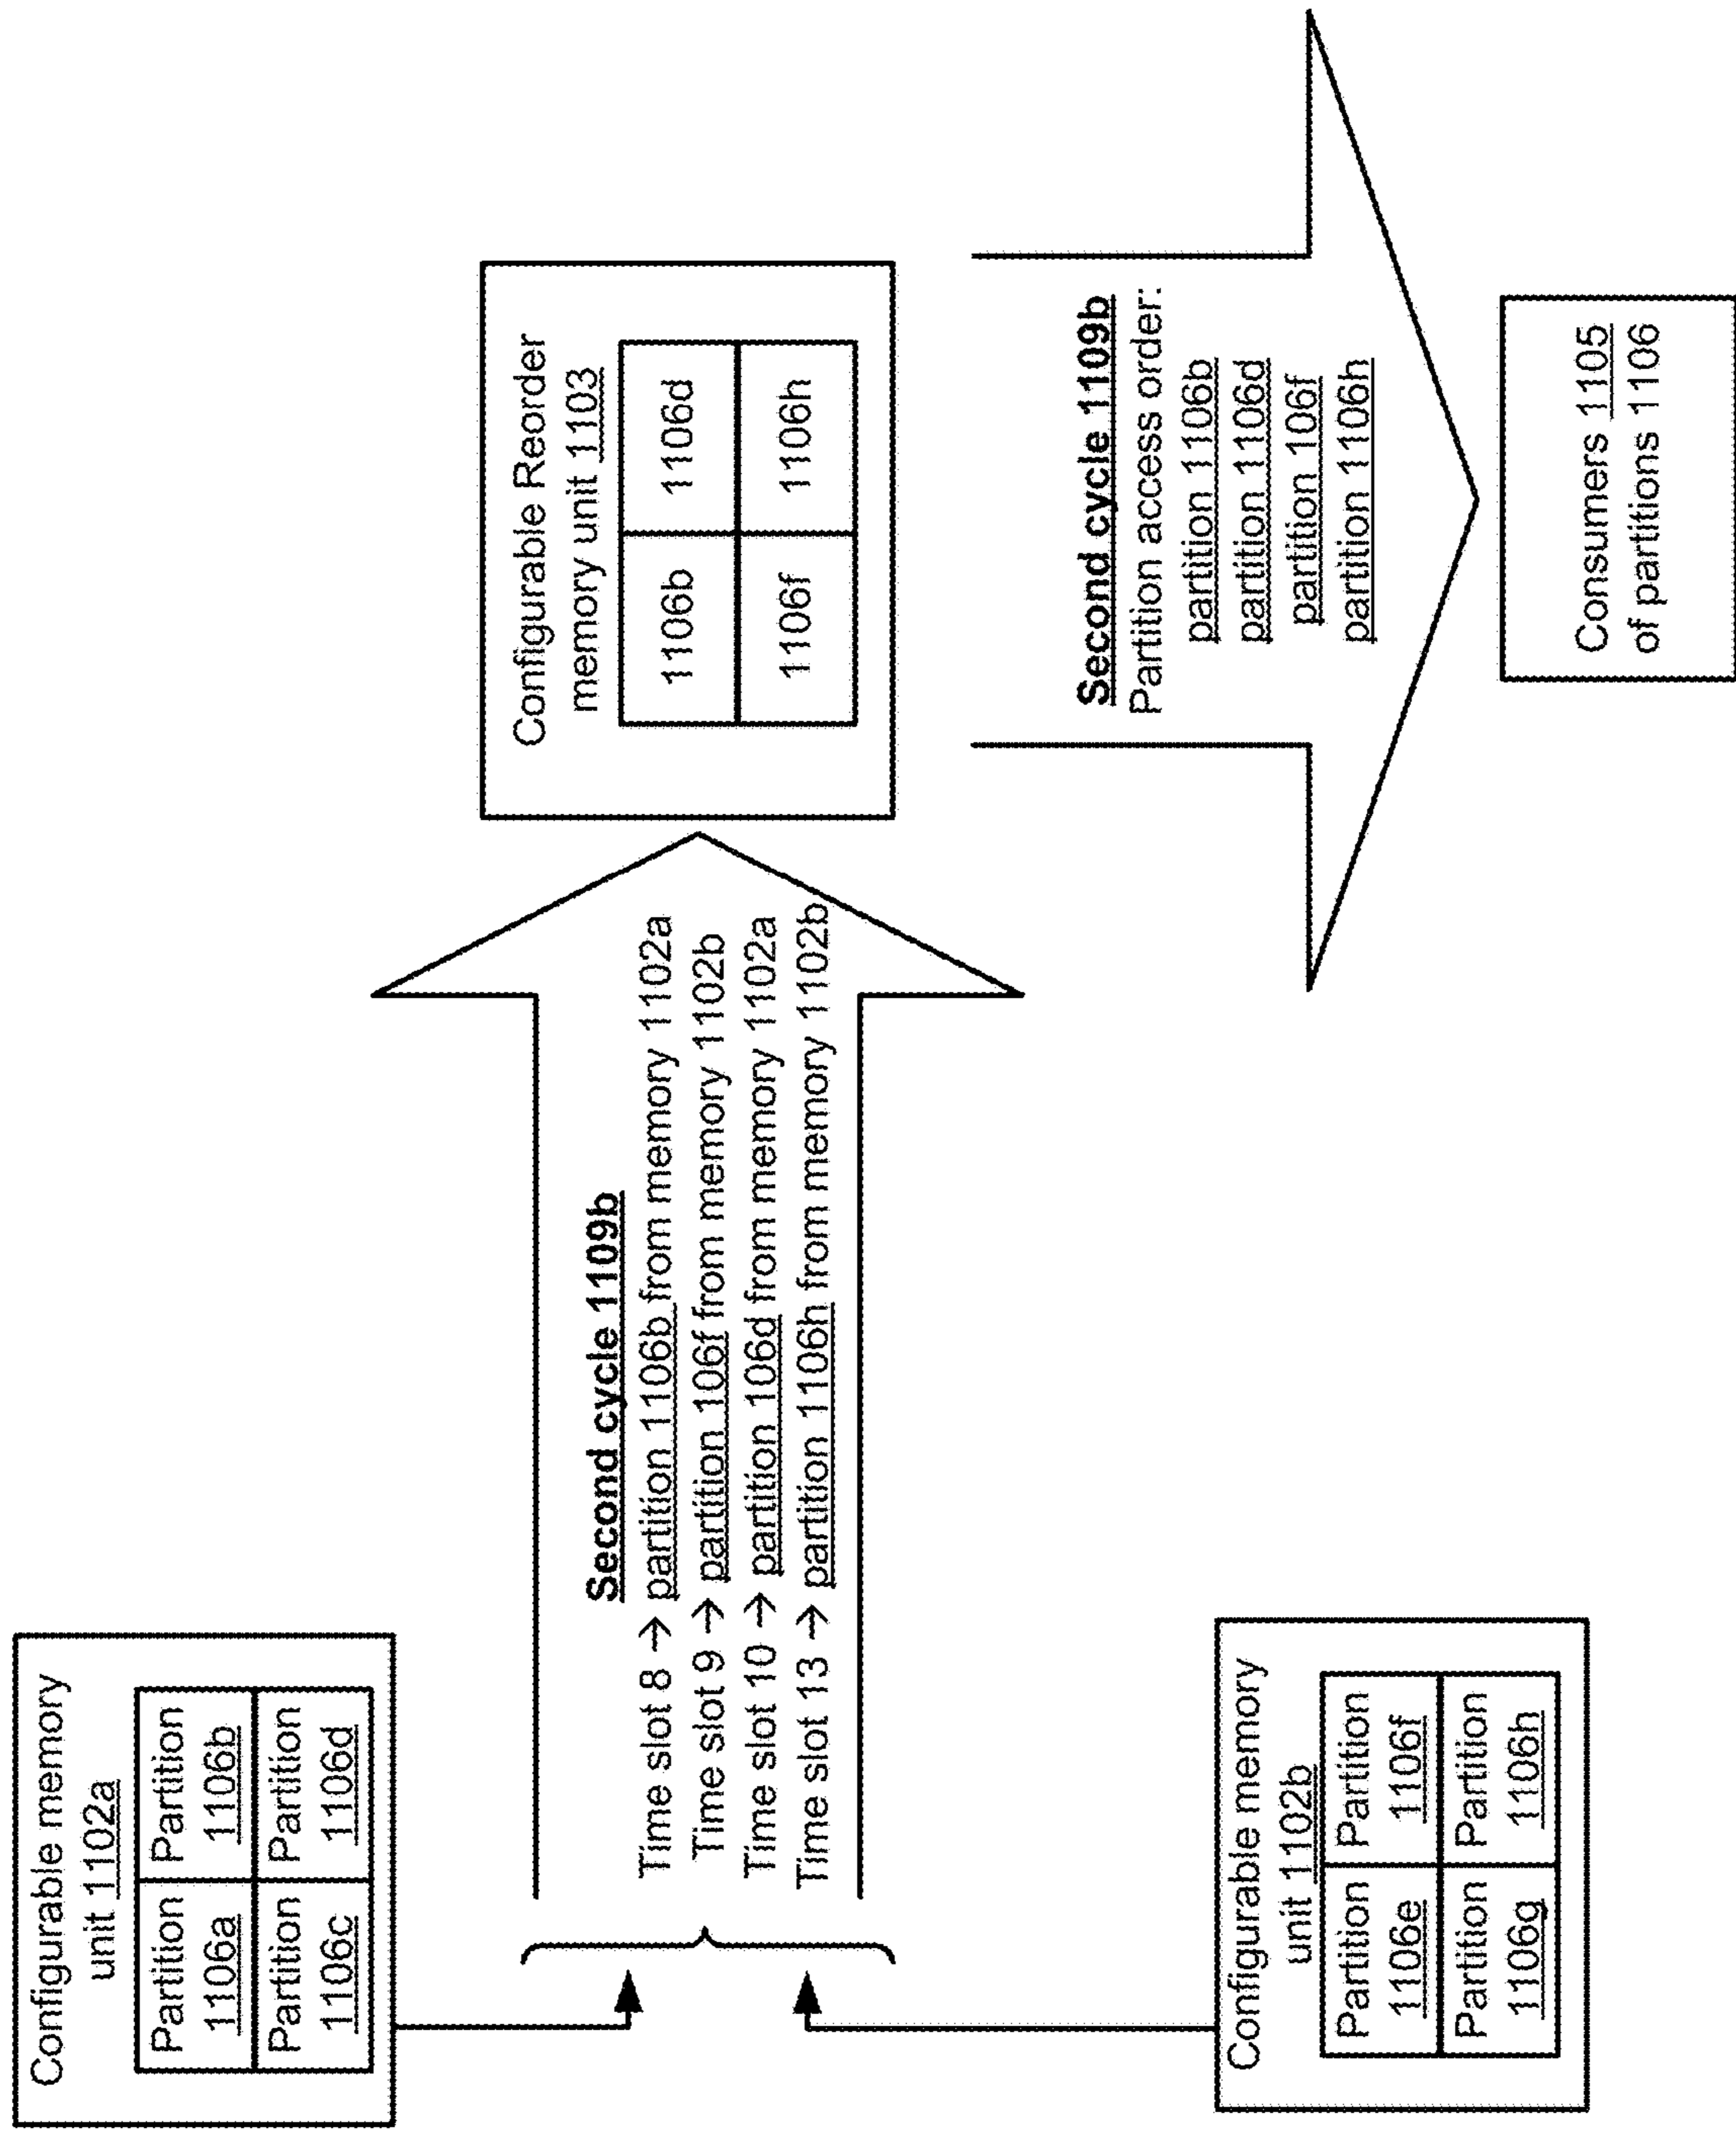 Configurable memory
unit 1102a
Partition Partition
1106a 1106b
Partition Partition
1106c 1106d
Second cycle 1109b
Time slot 8 → partition 1106b from memory 1102a
Time slot 9 → partition 106f from memory 1102b
Time slot 10 → partition 106d from memory 1102a
Time slot 13 → partition 1106h from memory 1102b
Configurable Reorder
memory unit 1103
1106b 1106d
1106f 1106h
Configurable memory
unit 1102b
Partition Partition
1106e 1106f
Partition Partition
1106g 1106h
Second cycle 1109b
Partition access order:
partition 1106b
partition 1106d
partition 106f
partition 1106h
Consumers 1105
of partitions 1106